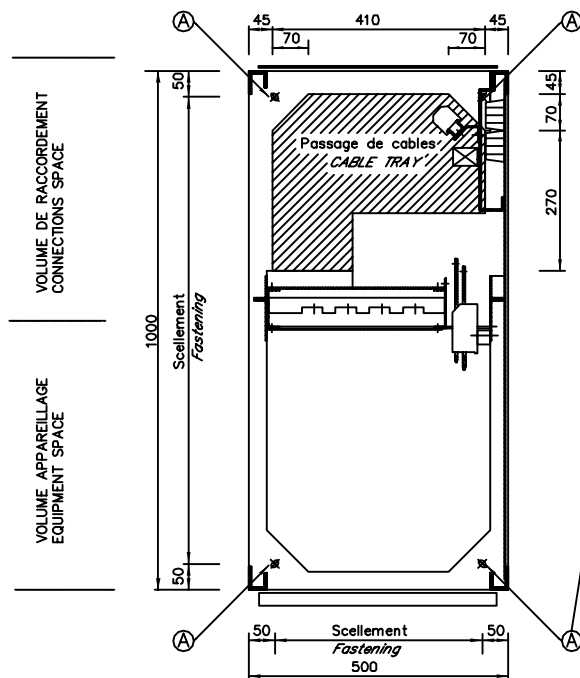 A
45
410
45
A
70
70
50
45
70
270
Passage de cables
CABLE TRAY
VOLUME DE RACCORDEMENT
CONNECTIONS SPACE
1000
Scellement
Fastening
VOLUME APPAREILLAGE
EQUIPMENT SPACE
50
A
50
Scellement
50
A
Fastening
500